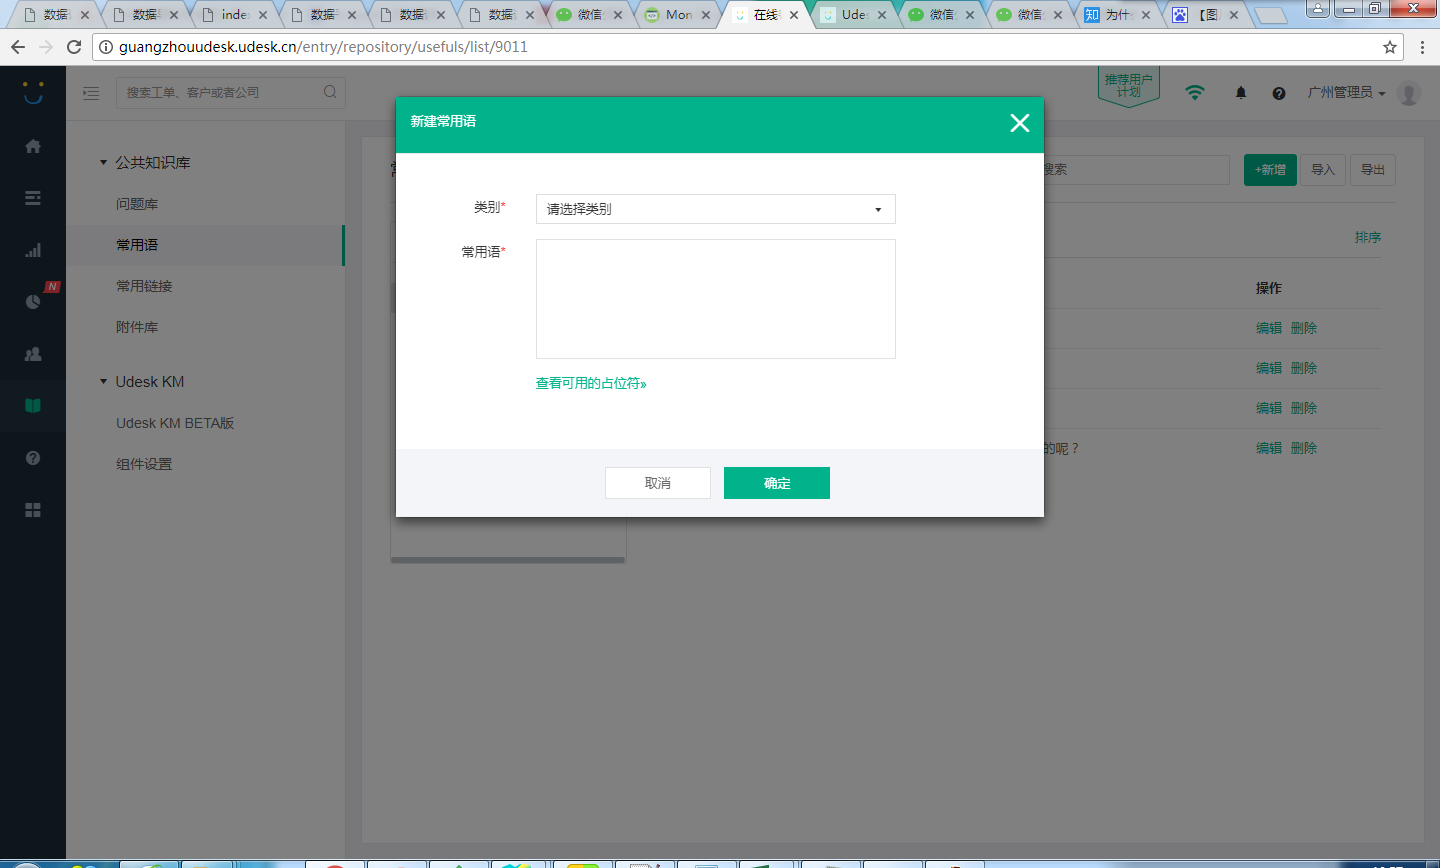 数据
数据
index
数据
数据
数据
微信
Mon
在线
Udes
微信
微信
知 为什
【图
guangzhouudesk.udesk.cn/entry/repository/usefuls/list/9011
搜索工单、客户或者公司
推荐用户
计划
广州管理员
新建常用语
公共知识库
问题库
常用语
常用链接
附件库
Udesk KM
Udesk KM BETA版
组件设置
N
搜索
+新增
导入
导出
排序
操作
编辑 删除
编辑 删除
编辑 删除
的呢？
编辑 删除
类别*
请选择类别
常用语*
查看可用的占位符»
取消
确定